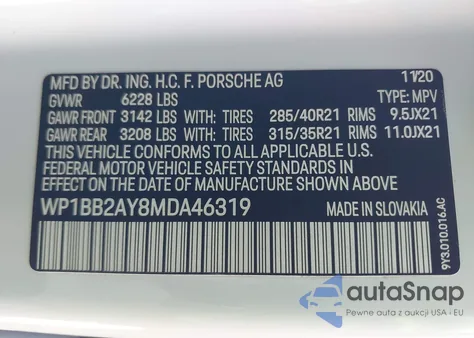 MFD BY DR. ING. H.C. F. PORSCHE AG 11/20
GVWR 6228 LBS TYPE: MPV
GAWR FRONT 3142 LBS WITH: TIRES 285/40R21 RIMS 9.5JX21
GAWR REAR 3208 LBS WITH: TIRES 315/35R21 RIMS 11.0JX21
THIS VEHICLE CONFORMS TO ALL APPLICABLE
FEDERAL MOTOR VEHICLE SAFETY STANDARDS IN
EFFECT ON THE DATE OF MANUFACTURE SHOWN ABOVE.
WP1BB2AY8MDA46319 MADE IN SLOVAKIA
9Y3.010.016.AC
autoSnap
Pewne auta z aukcji USA - EU